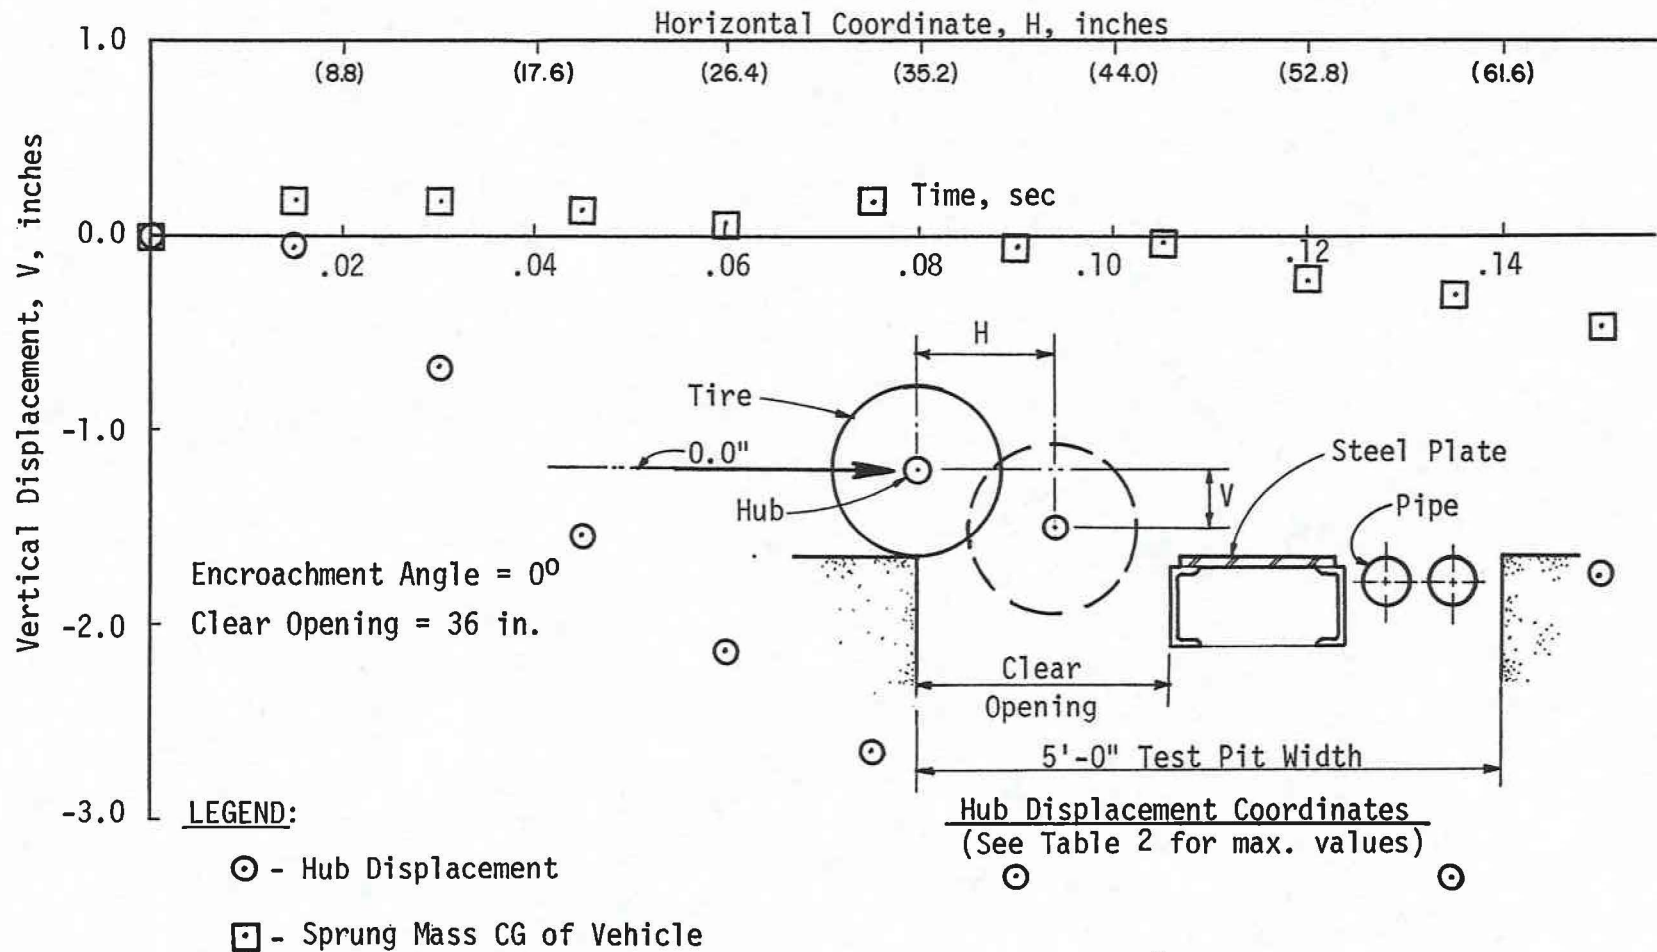 Horizontal Coordinate, H, inches
1.0
(8.8) (17.6) (26.4) (35.2) (44.0) (52.8) (61.6)
Vertical Displacement, V, inches
Time, sec
0.0
.02 .04 .06 .08 .10 .12 .14
H
Tire
-1.0
0.0"
Steel Plate
Hub
V
Pipe
Encroachment Angle = 0º
Clear Opening = 36 in.
-2.0
Clear
Opening
5'-0" Test Pit Width
-3.0
LEGEND:
Hub Displacement Coordinates
(See Table 2 for max. values)
- Hub Displacement
- Sprung Mass CG of Vehicle